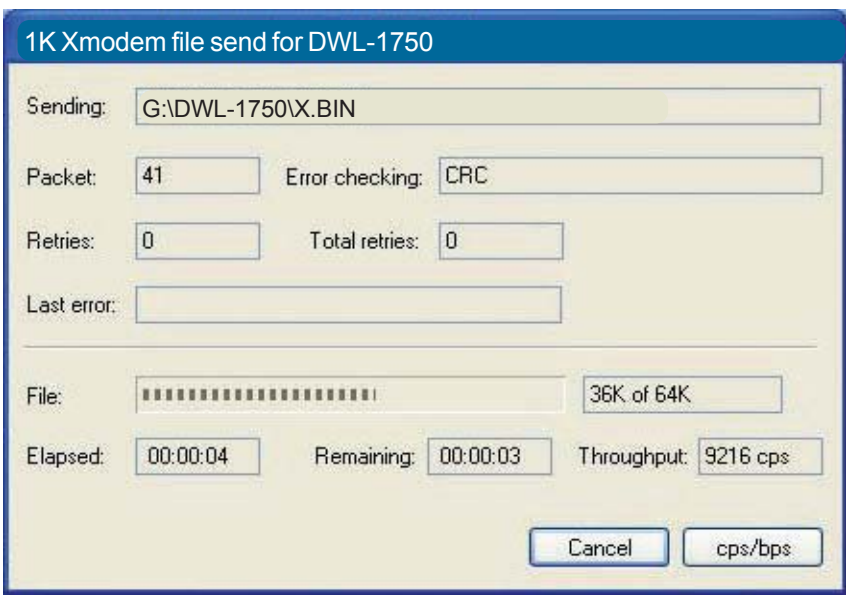 1K Xmodem file send for DWL-1750
Sending: G:\DWL-1750\X.BIN
Packet: 41 Error checking: CRC
Retries: 0 Total retries: 0
Last error:
File: 36K of 64K
Elapsed: 00:00:04 Remaining: 00:00:03 Throughput: 9216 cps
Cancel cps/bps